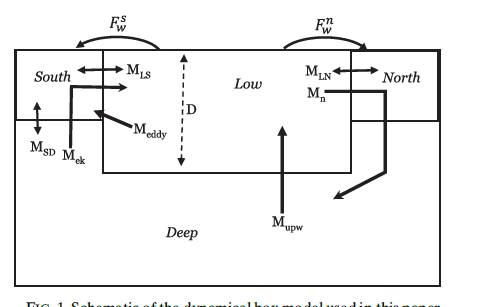 F_w^s F_w^n
South M_LS Low M_LN North
M_n
D
M_eddy
M_SD M_ek
M_upw
Deep
FIG. 1. Schematic of the dynamical box model used in this paper